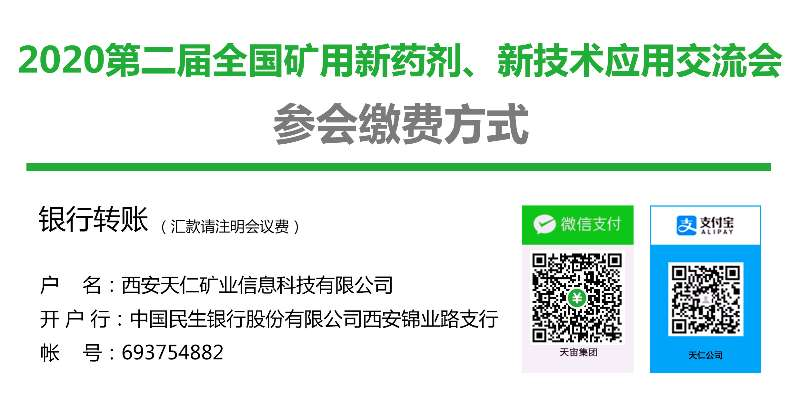 2020第二届全国矿用新药剂、新技术应用交流会
参会缴费方式
银行转账（汇款请注明会议费）
户 名：西安天仁矿业信息科技有限公司
开 户 行：中国民生银行股份有限公司西安锦业路支行
帐 号：693754882
微信支付
天宙集团
支付宝
ALIPAY
天仁公司